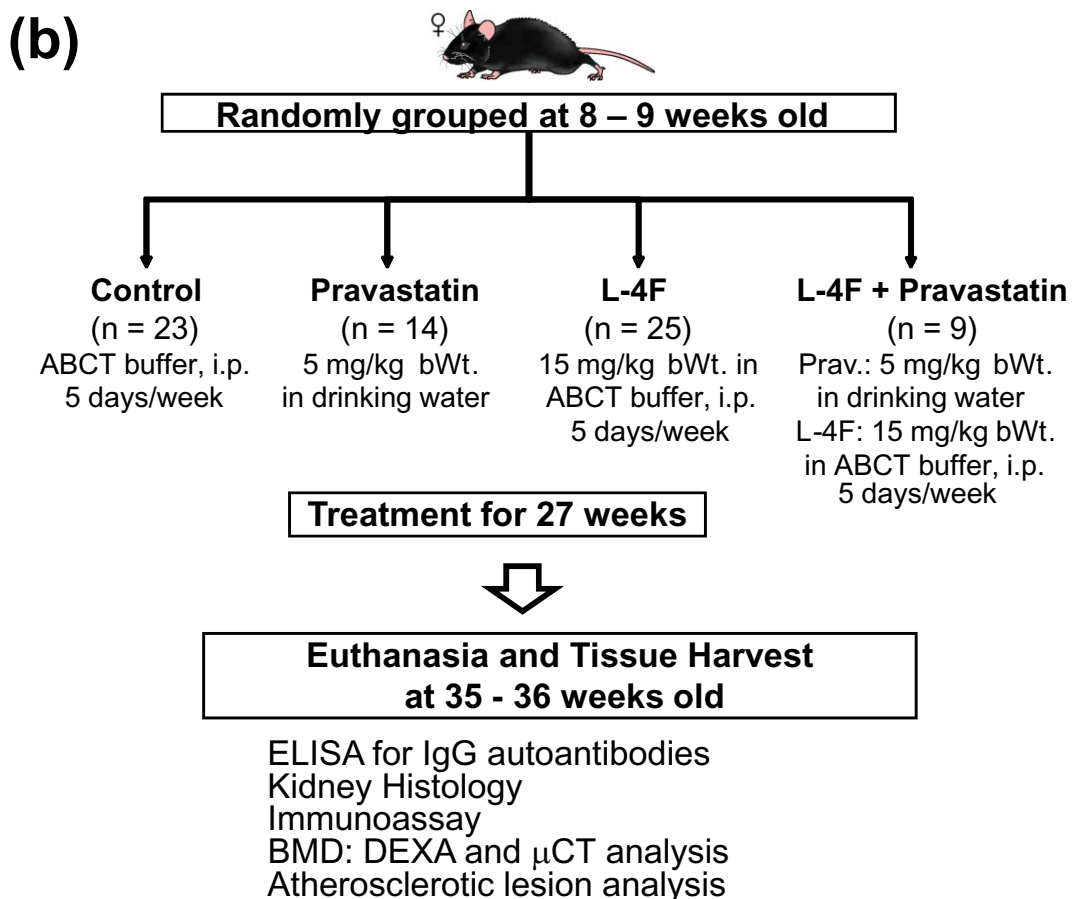 (b)
♀
Randomly grouped at 8 – 9 weeks old
Control
(n = 23)
ABCT buffer, i.p.
5 days/week
Pravastatin
(n = 14)
5 mg/kg bWt.
in drinking water
L-4F
(n = 25)
15 mg/kg bWt. in
ABCT buffer, i.p.
5 days/week
L-4F + Pravastatin
(n = 9)
Prav.: 5 mg/kg bWt.
in drinking water
L-4F: 15 mg/kg bWt.
in ABCT buffer, i.p.
5 days/week
Treatment for 27 weeks
Euthanasia and Tissue Harvest
at 35 - 36 weeks old
ELISA for IgG autoantibodies
Kidney Histology
Immunoassay
BMD: DEXA and μCT analysis
Atherosclerotic lesion analysis